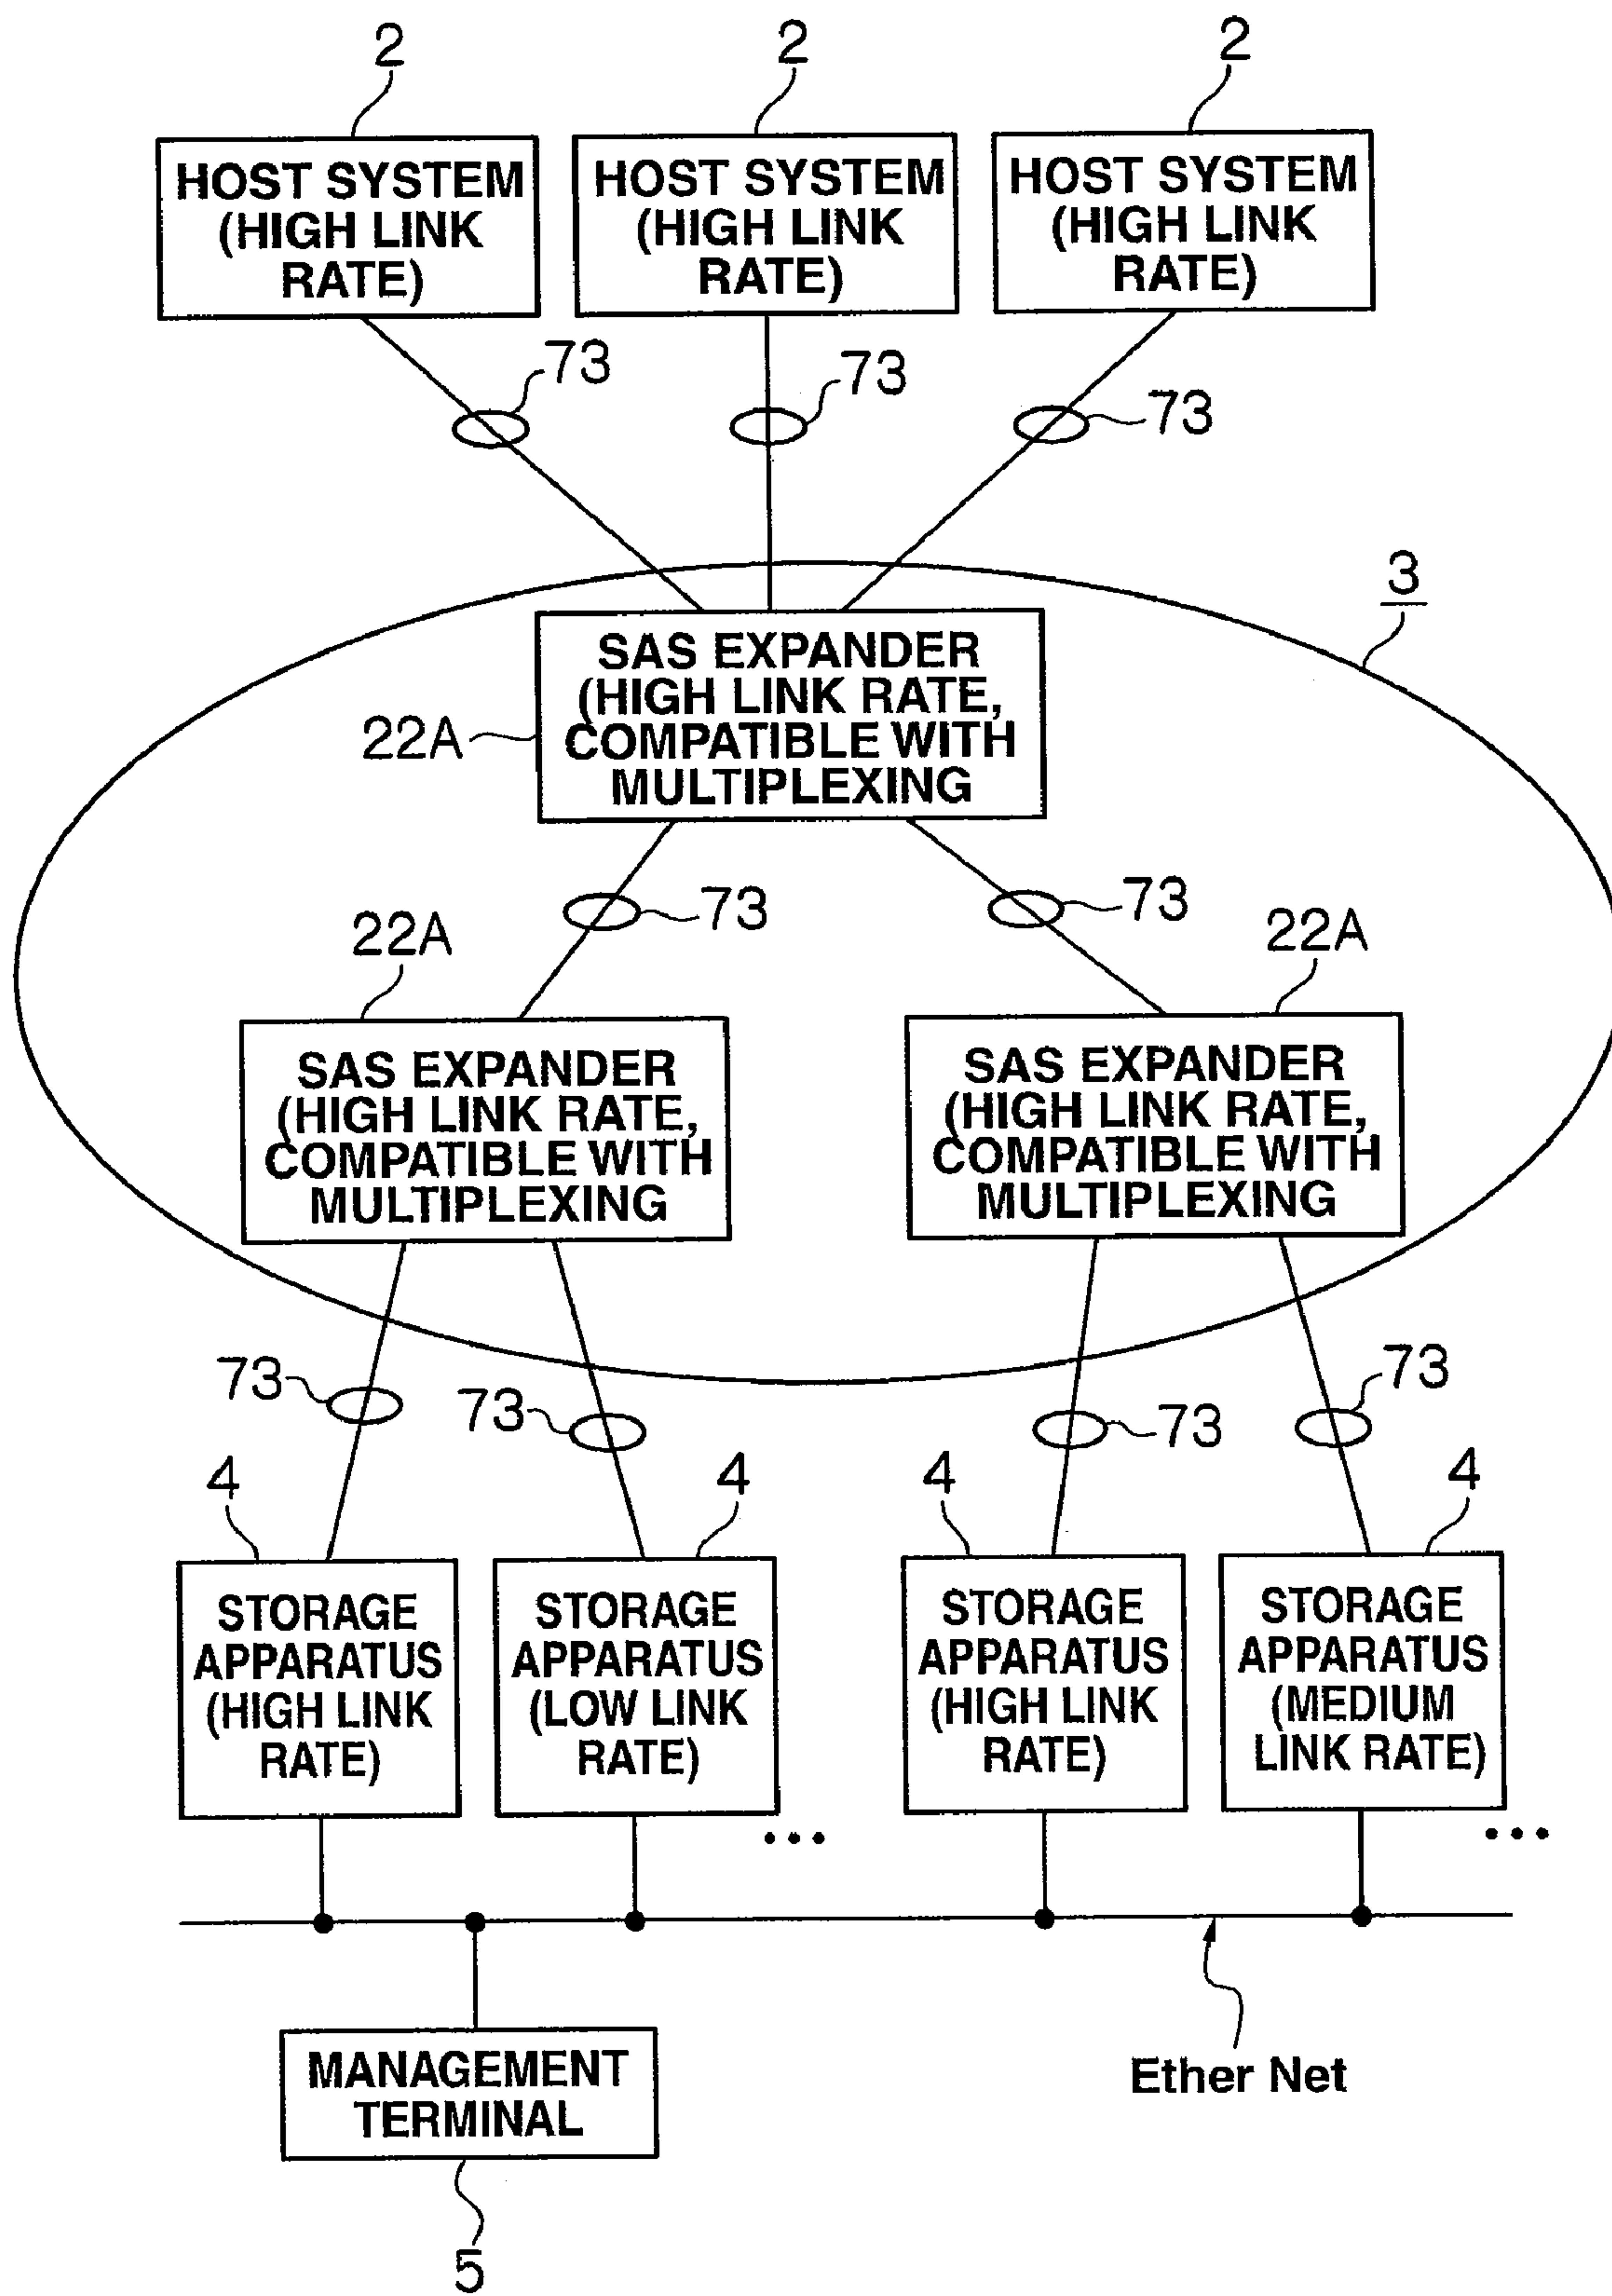 2
2
2
HOST SYSTEM
(HIGH LINK
RATE)
HOST SYSTEM
(HIGH LINK
RATE)
HOST SYSTEM
(HIGH LINK
RATE)
73
73
73
3
SAS EXPANDER
(HIGH LINK RATE,
COMPATIBLE WITH
MULTIPLEXING
22A
73
73
22A
22A
SAS EXPANDER
(HIGH LINK RATE,
COMPATIBLE WITH
MULTIPLEXING
SAS EXPANDER
(HIGH LINK RATE,
COMPATIBLE WITH
MULTIPLEXING
73
73
73
73
4
4
4
4
STORAGE
APPARATUS
(HIGH LINK
RATE)
STORAGE
APPARATUS
(LOW LINK
RATE)
STORAGE
APPARATUS
(HIGH LINK
RATE)
STORAGE
APPARATUS
(MEDIUM
LINK RATE)
...
...
MANAGEMENT
TERMINAL
Ether Net
5